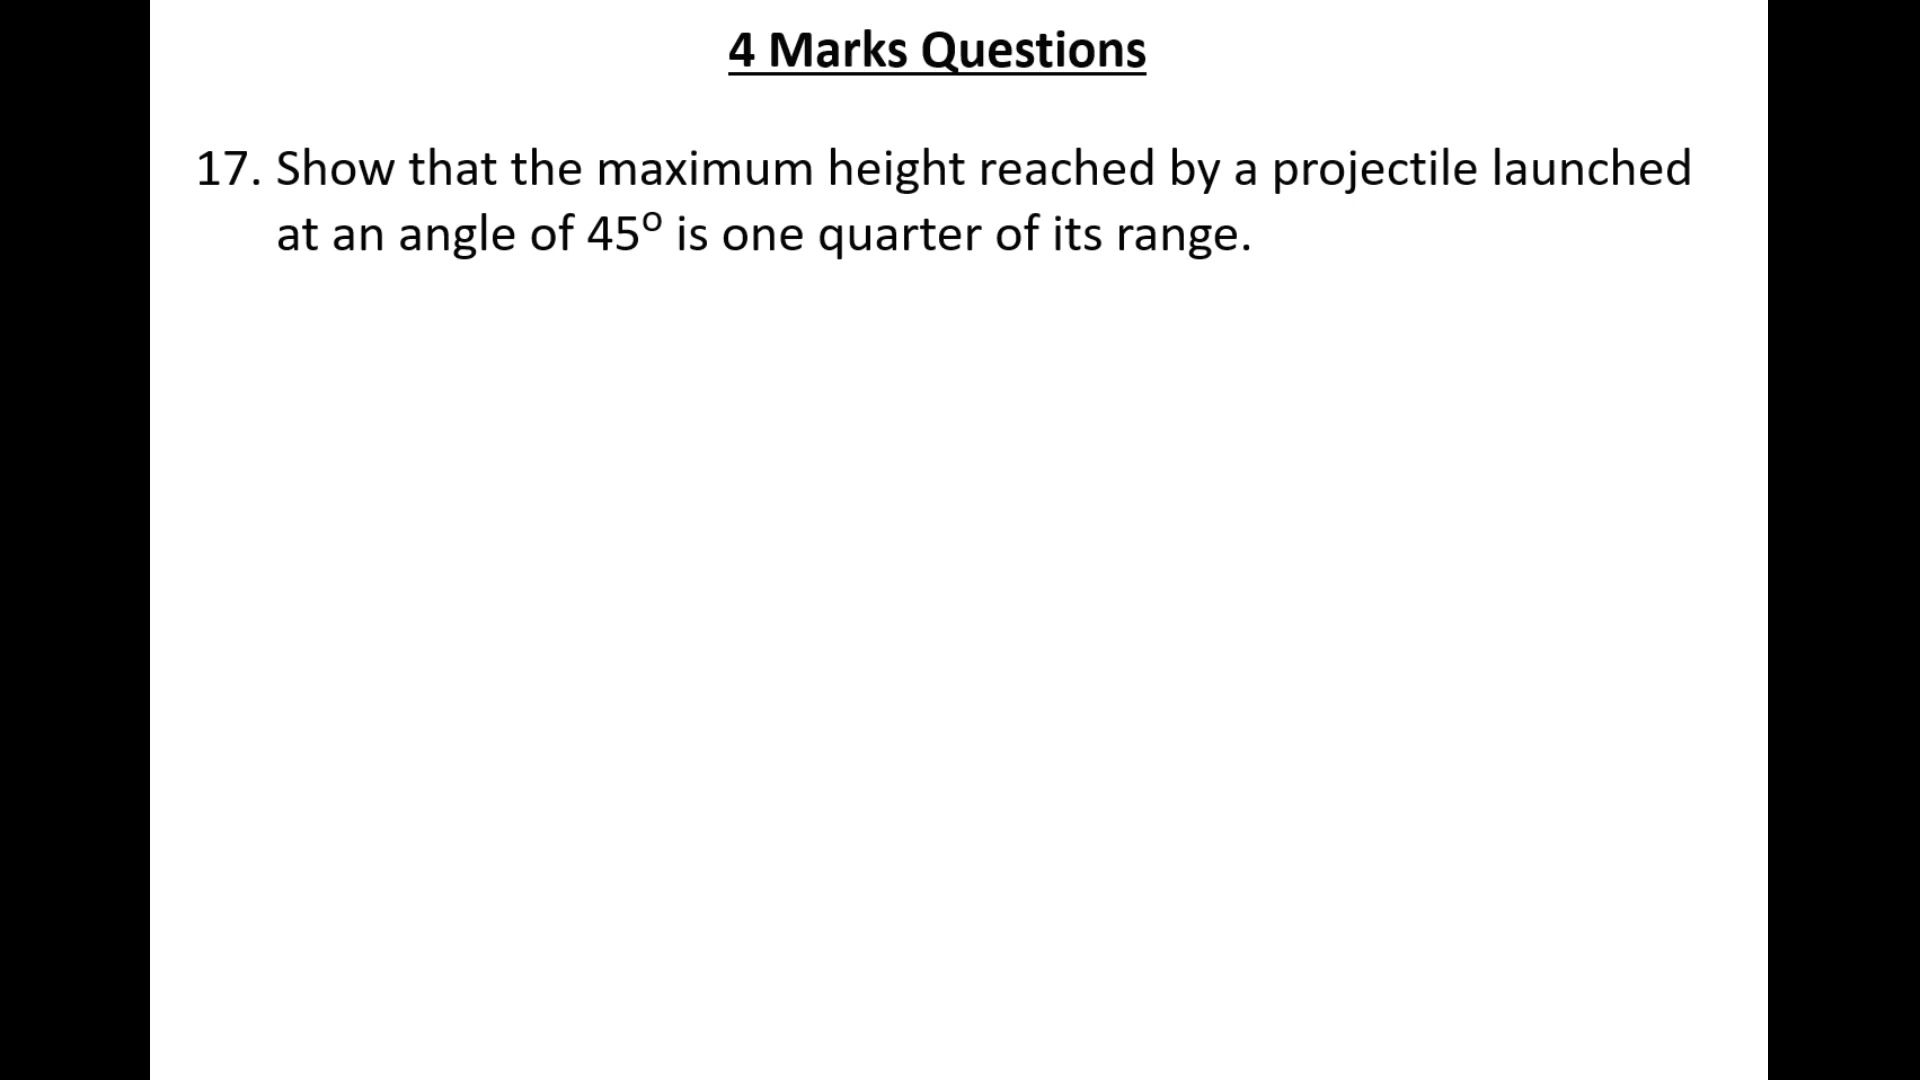 4 Marks Questions
17. Show that the maximum height reached by a projectile launched
at an angle of 45° is one quarter of its range.